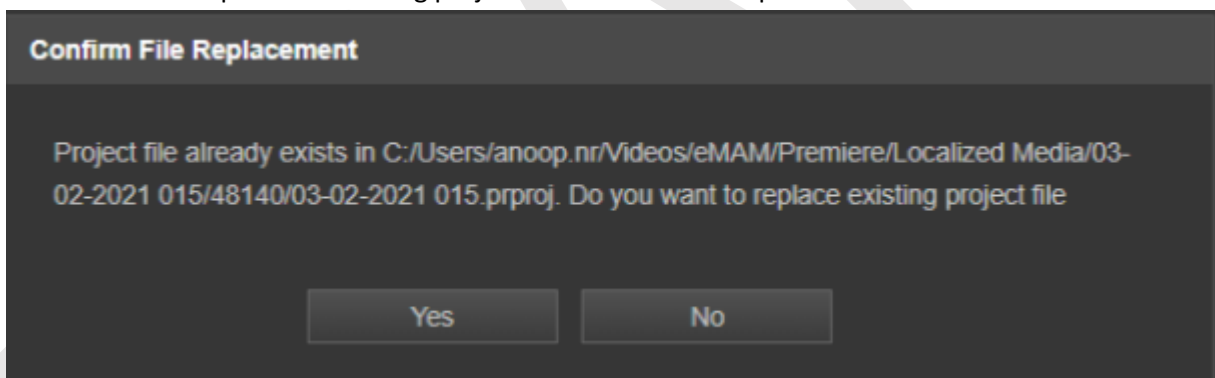 Confirm File Replacement
Project file already exists in C:/Users/anoop.nr/Videos/eMAM/Premiere/Localized Media/03-
02-2021 015/48140/03-02-2021 015.prproj. Do you want to replace existing project file
Yes No